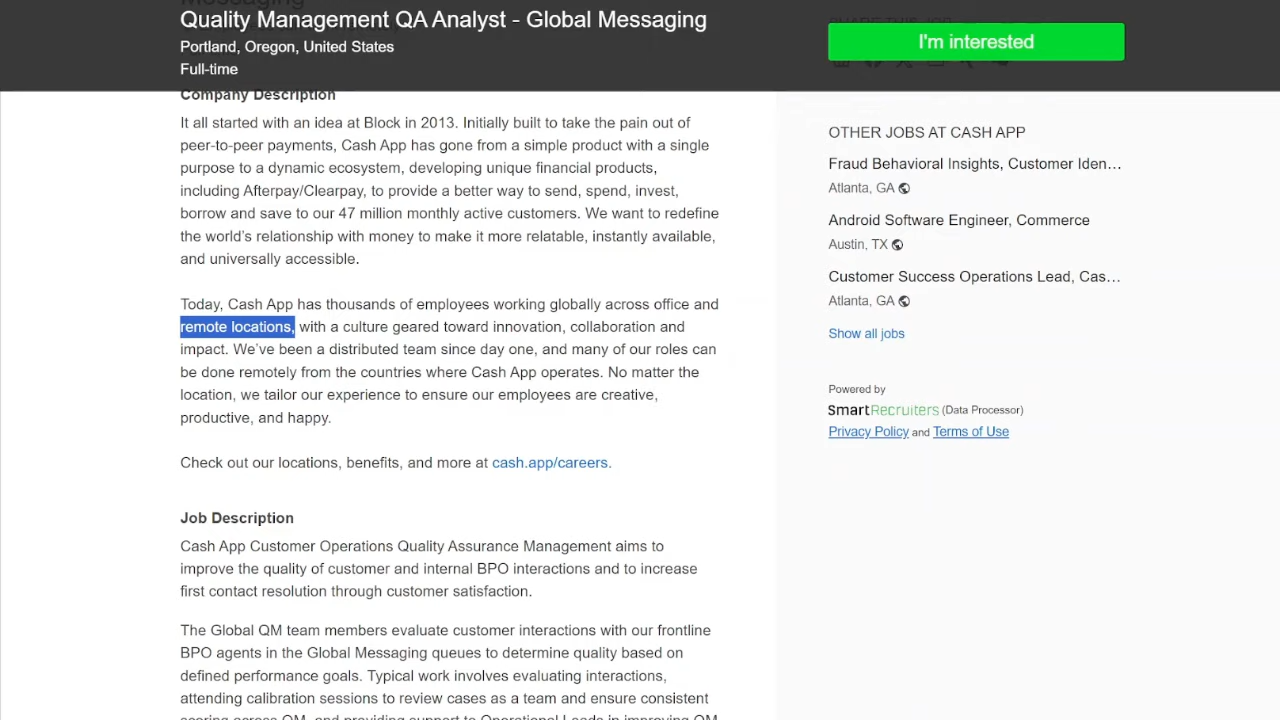 Quality Management QA Analyst - Global Messaging
Portland, Oregon, United States
Full-time
I'm interested
Company Description
It all started with an idea at Block in 2013. Initially built to take the pain out of
peer-to-peer payments, Cash App has gone from a simple product with a single
purpose to a dynamic ecosystem, developing unique financial products,
including Afterpay/Clearpay, to provide a better way to send, spend, invest,
borrow and save to our 47 million monthly active customers. We want to redefine
the world’s relationship with money to make it more relatable, instantly available,
and universally accessible.
Today, Cash App has thousands of employees working globally across office and
remote locations, with a culture geared toward innovation, collaboration and
impact. We’ve been a distributed team since day one, and many of our roles can
be done remotely from the countries where Cash App operates. No matter the
location, we tailor our experience to ensure our employees are creative,
productive, and happy.
Check out our locations, benefits, and more at cash.app/careers.
Job Description
Cash App Customer Operations Quality Assurance Management aims to
improve the quality of customer and internal BPO interactions and to increase
first contact resolution through customer satisfaction.
The Global QM team members evaluate customer interactions with our frontline
BPO agents in the Global Messaging queues to determine quality based on
defined performance goals. Typical work involves evaluating interactions,
attending calibration sessions to review cases as a team and ensure consistent
scoring across QM, and providing support to Operational Leads in improving QM
OTHER JOBS AT CASH APP
Fraud Behavioral Insights, Customer Iden…
Atlanta, GA
Android Software Engineer, Commerce
Austin, TX
Customer Success Operations Lead, Cas…
Atlanta, GA
Show all jobs
Powered by
SmartRecruiters (Data Processor)
Privacy Policy and Terms of Use